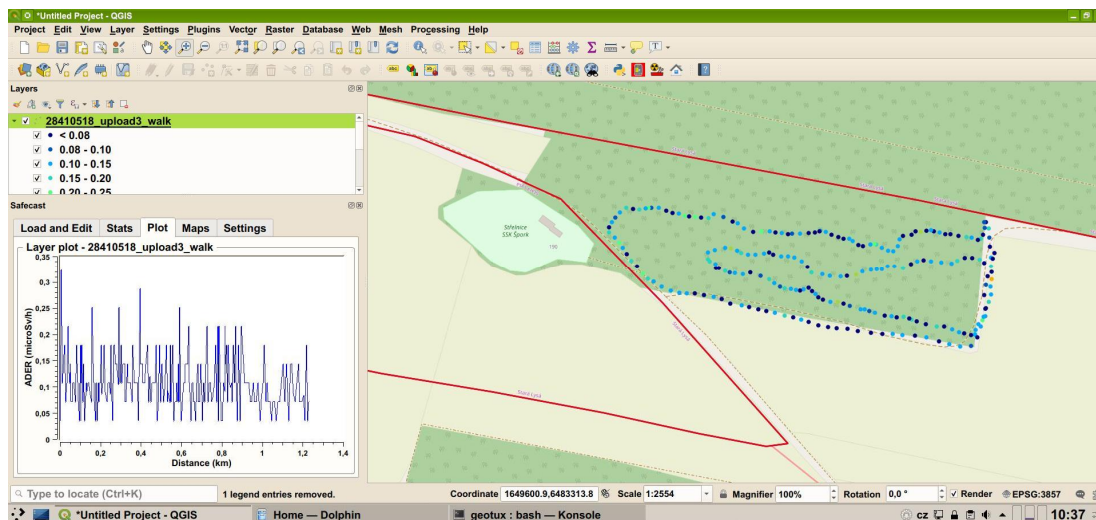 *Untitled Project - QGIS
Project Edit View Layer Settings Plugins Vector Raster Database Web Mesh Processing Help
Layers
28410518_upload3_walk
< 0.08
0.08 - 0.10
0.10 - 0.15
0.15 - 0.20
0.20 - 0.25
Safecast
Load and Edit Stats Plot Maps Settings
Layer plot - 28410518_upload3_walk
0,35
0,3
0,25
0,2
0,15
0,1
0,05
0
ADER (microSv/h)
0 0,2 0,4 0,6 0,8 1 1,2 1,4
Distance (km)
Střelnice
SSK Špork
Stará Lysá
Type to locate (Ctrl+K) 1 legend entries removed. Coordinate 1649600.9,6483313.8 Scale 1:2554 Magnifier 100% Rotation 0,0 ° Render EPSG:3857
*Untitled Project - QGIS Home — Dolphin geotux : bash — Konsole cz 10:37